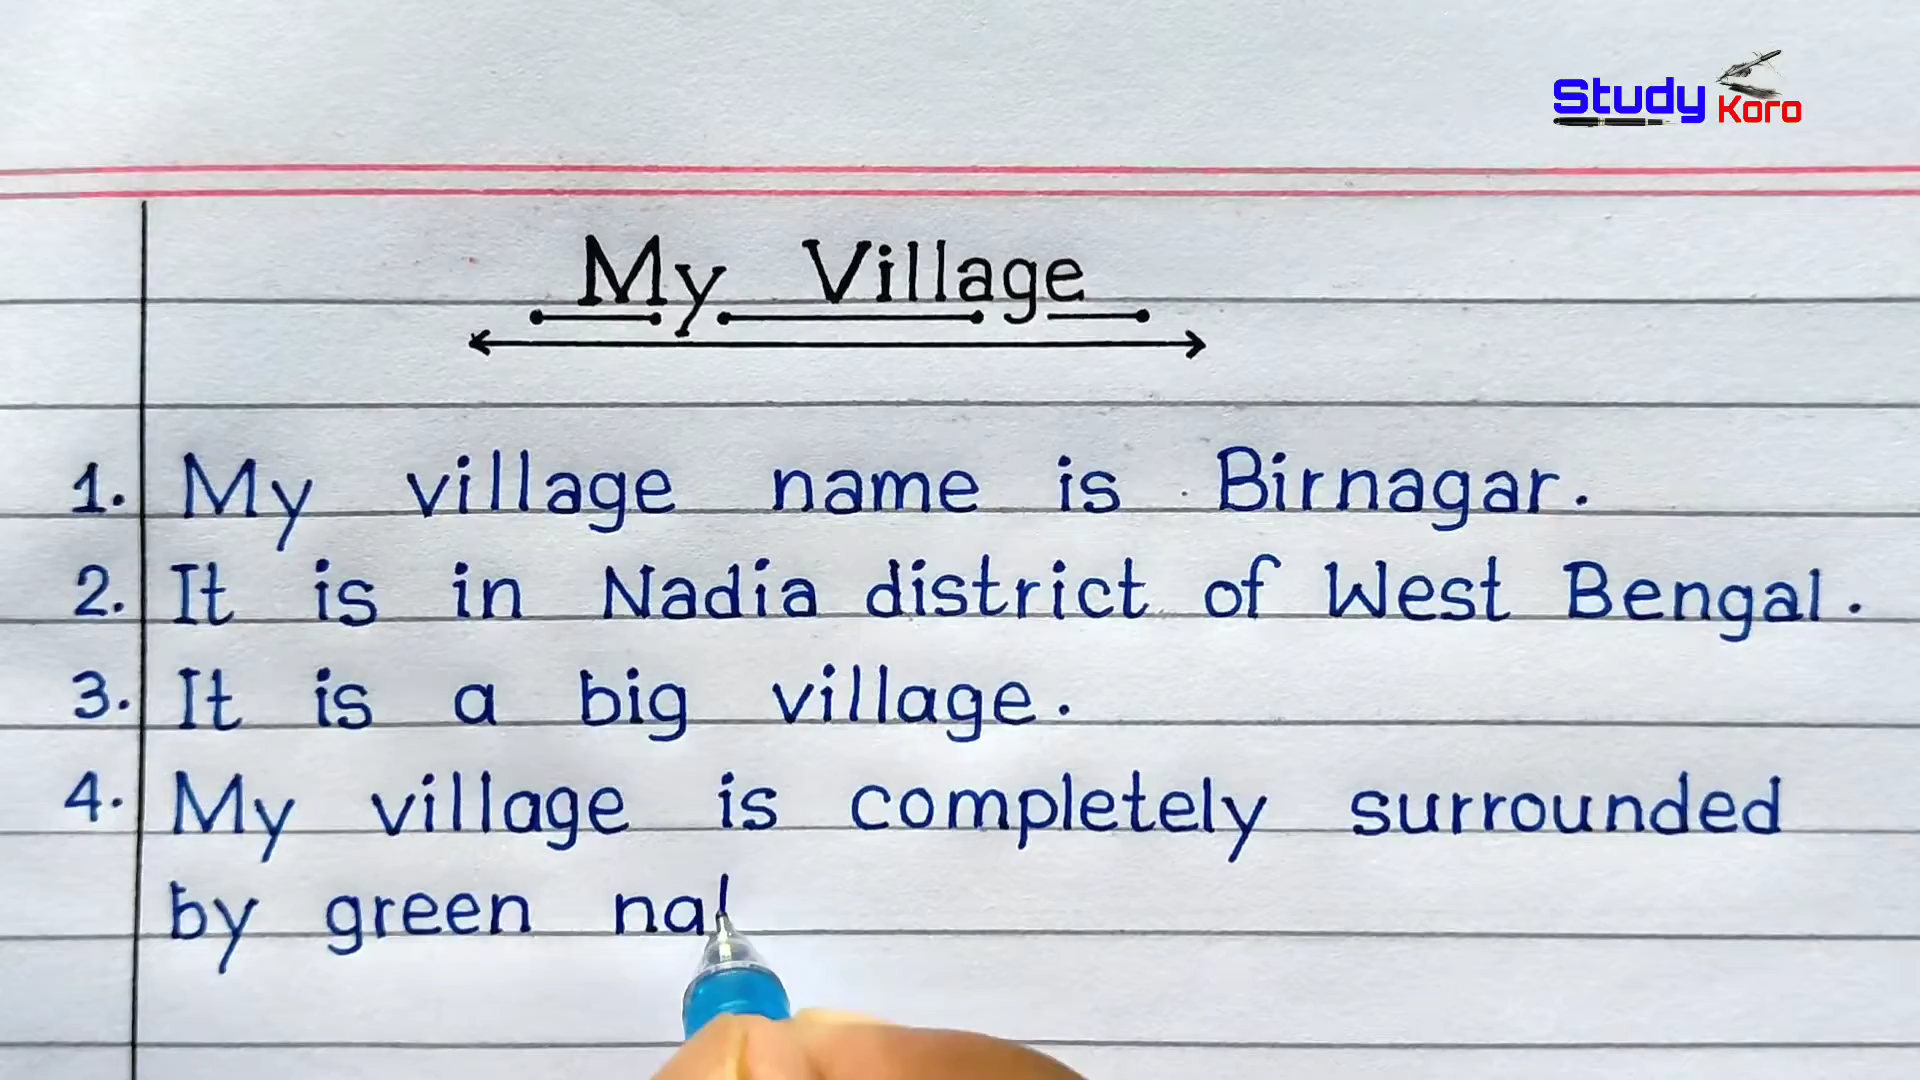 Study Koro
My Village
1. My village name is Birnagar.
2. It is in Nadia district of West Bengal.
3. It is a big village.
4. My village is completely surrounded
by green